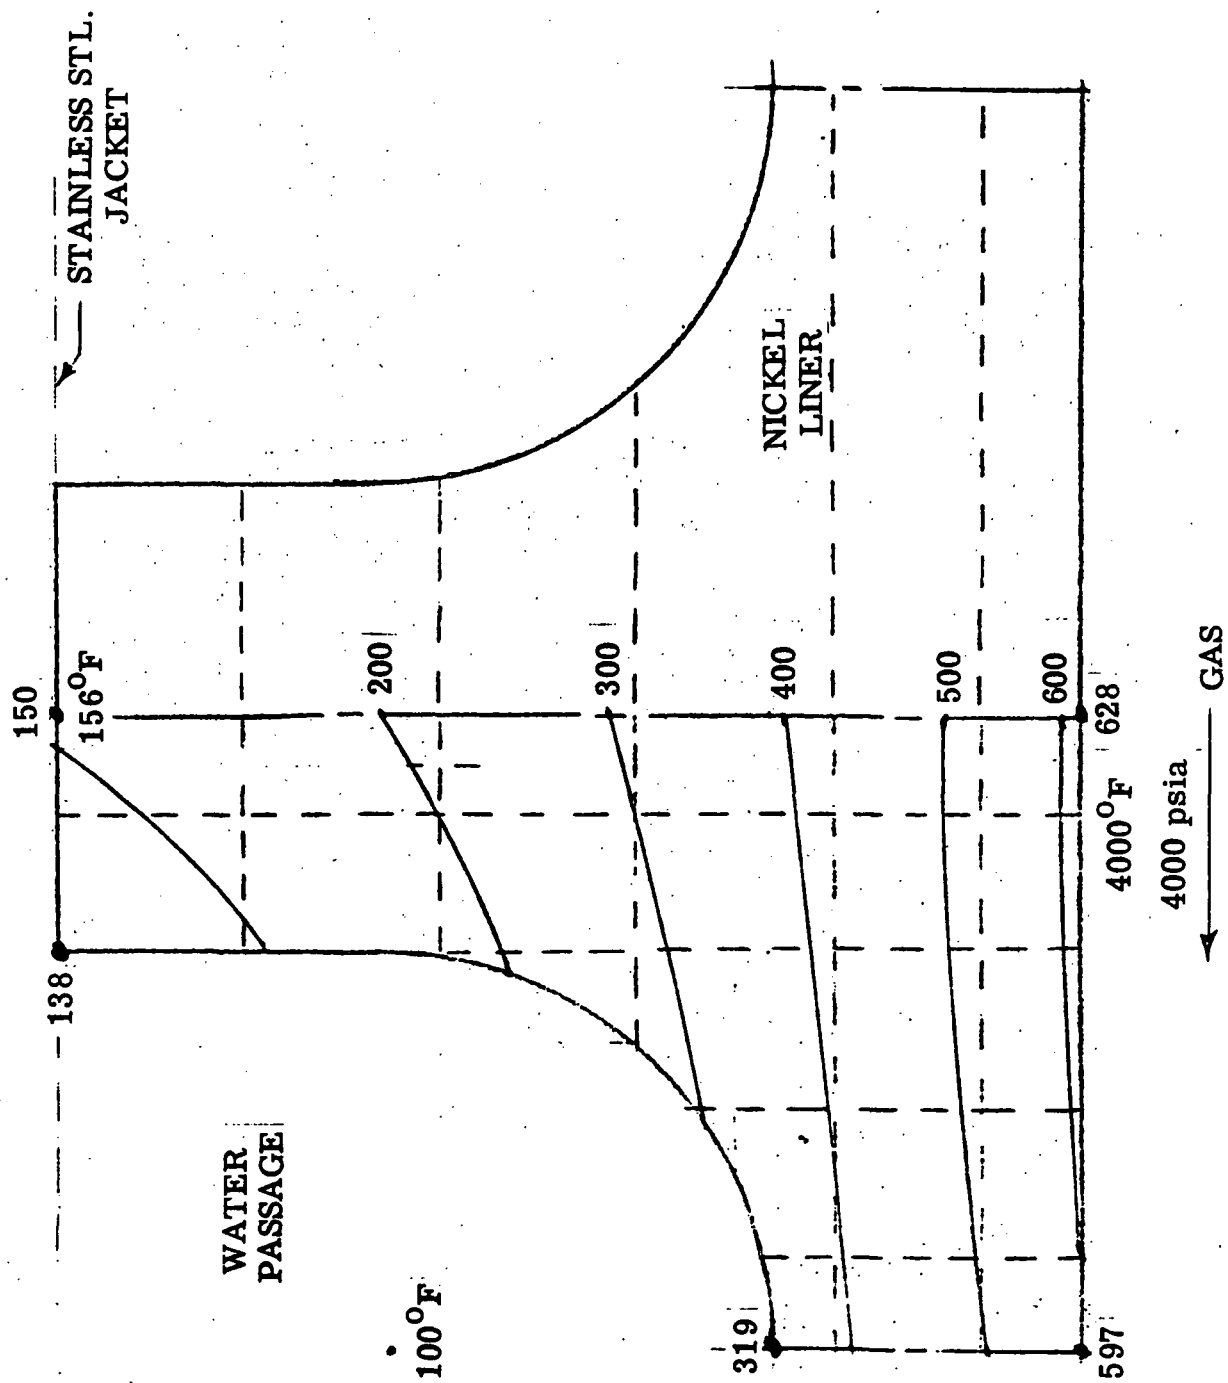 STAINLESS STL.
JACKET
NICKEL
LINER
150
156°F
200
300
400
500
600
628
GAS
4000°F
4000 psia
138
WATER
PASSAGE
100°F
319
597